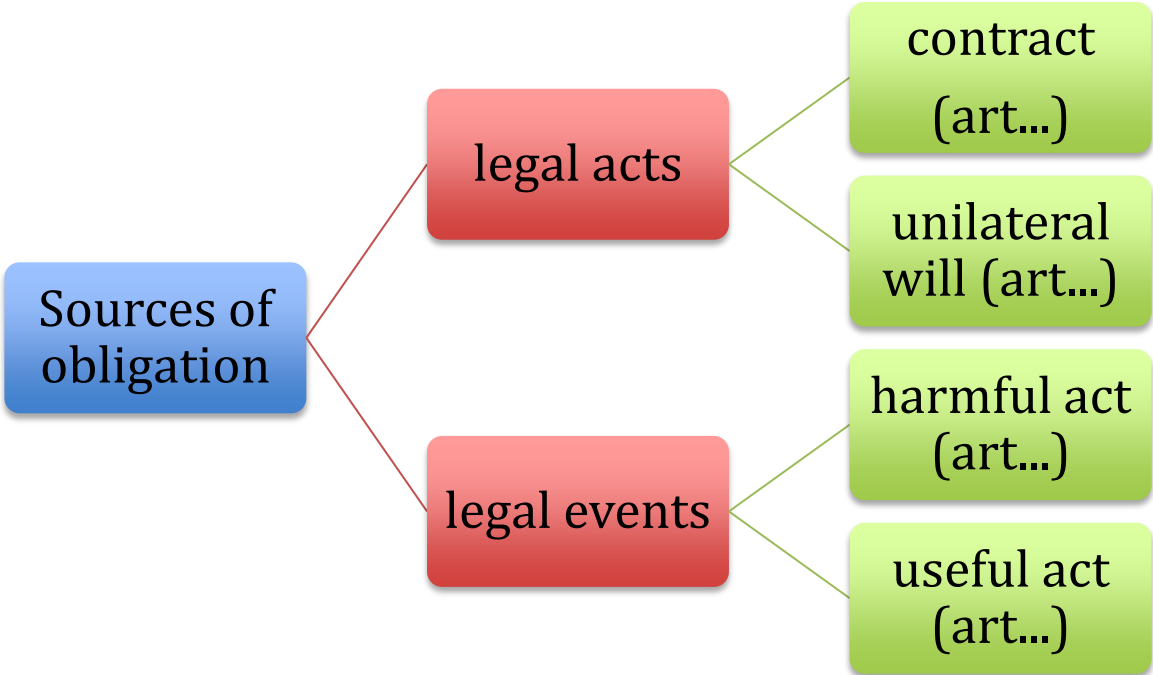 Sources of
obligation
legal acts
contract
(art...)
unilateral
will (art...)
legal events
harmful act
(art...)
useful act
(art...)